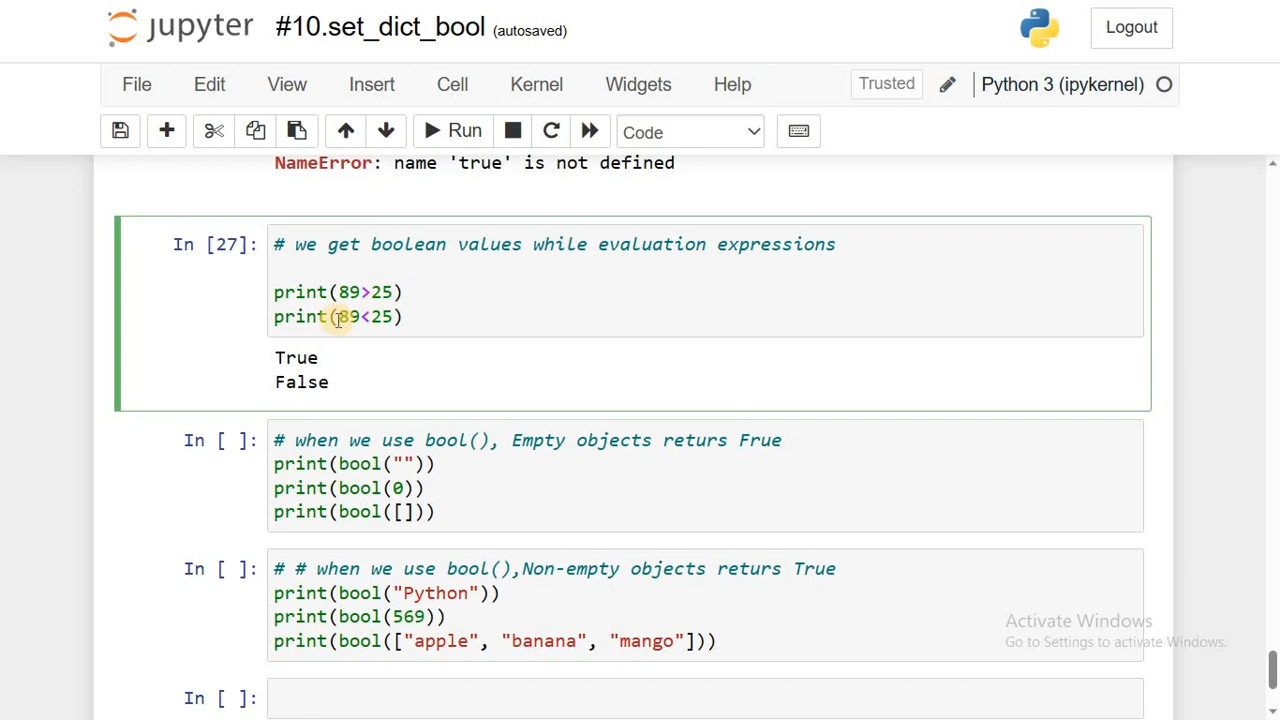 jupyter #10.set_dict_bool (autosaved) Logout
File Edit View Insert Cell Kernel Widgets Help Trusted Python 3 (ipykernel)
Run Code
NameError: name 'true' is not defined
In [27]: # we get boolean values while evaluation expressions
print(89>25)
print(89<25)
True
False
In [ ]: # when we use bool(), Empty objects returs Frue
print(bool(""))
print(bool(0))
print(bool([]))
In [ ]: # # when we use bool(),Non-empty objects returs True
print(bool("Python"))
print(bool(569))
print(bool(["apple", "banana", "mango"]))
Activate Windows
Go to Settings to activate Windows.
In [ ]: